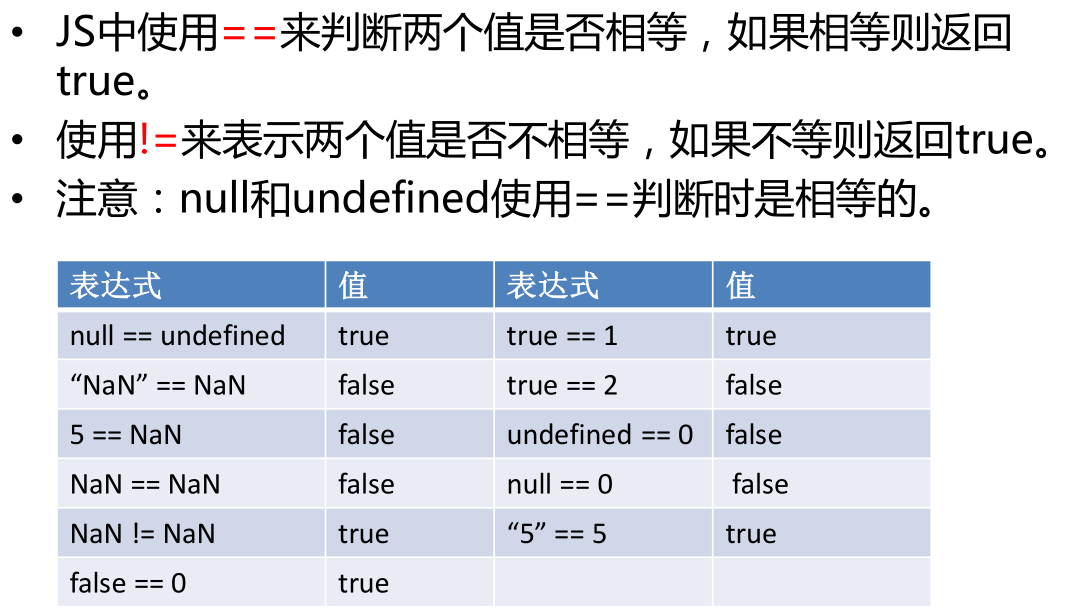 • JS中使用==来判断两个值是否相等，如果相等则返回
true。
• 使用!=来表示两个值是否不相等，如果不等则返回true。
• 注意：null和undefined使用==判断时是相等的。
表达式 值 表达式 值
null == undefined true true == 1 true
“NaN” == NaN false true == 2 false
5 == NaN false undefined == 0 false
NaN == NaN false null == 0 false
NaN != NaN true “5” == 5 true
false == 0 true